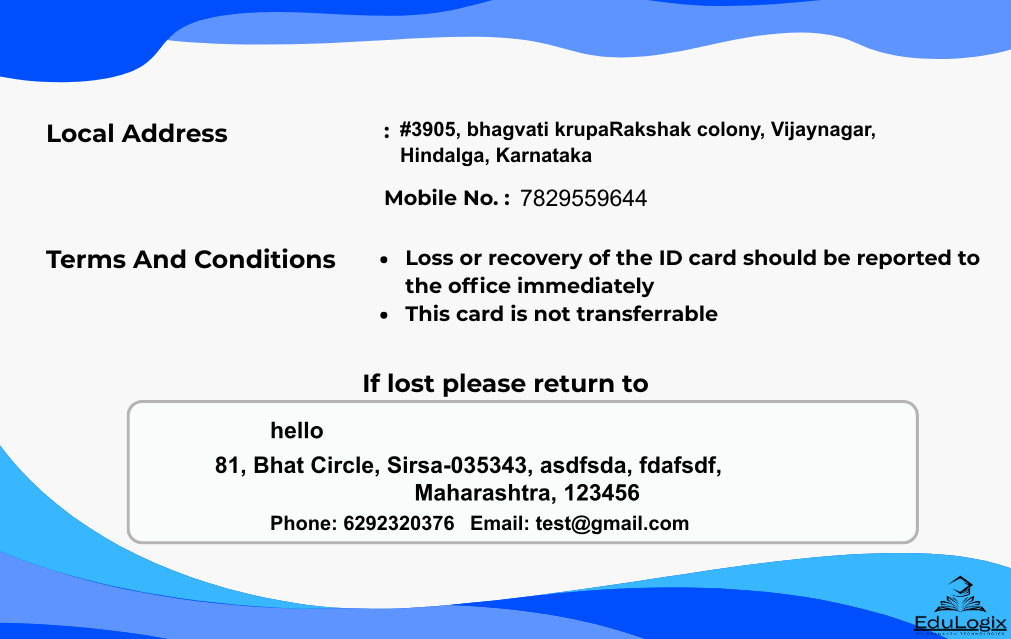 Local Address : #3905, bhagvati krupaRakshak colony, Vijaynagar,
Hindalga, Karnataka
Mobile No. : 7829559644
Terms And Conditions • Loss or recovery of the ID card should be reported to
the office immediately
• This card is not transferrable
If lost please return to
hello
81, Bhat Circle, Sirsa-035343, asdfsda, fdafsdf,
Maharashtra, 123456
Phone: 6292320376 Email: test@gmail.com
EduLogix